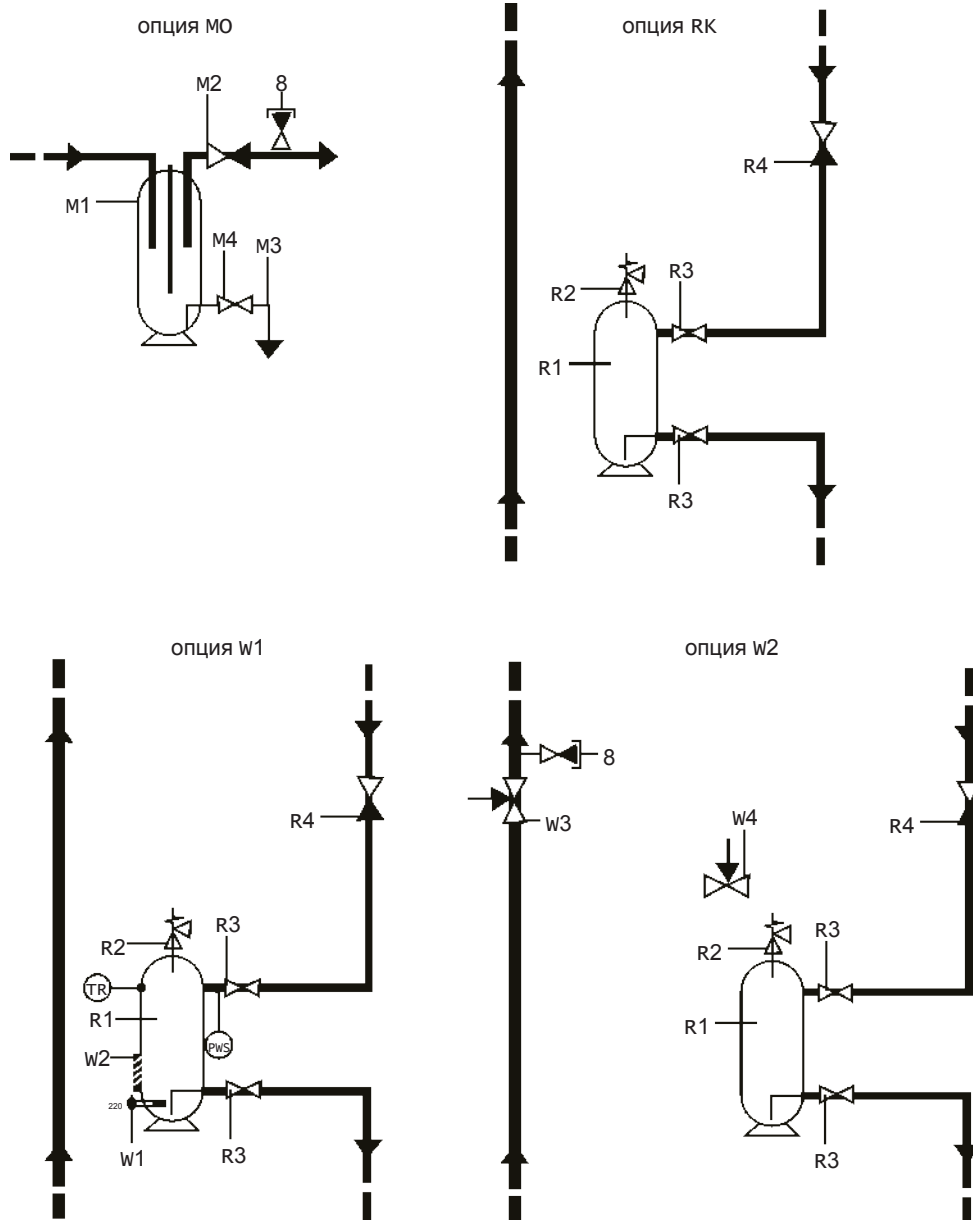 опция MO
опция RK
M2
8
M1
M4
M3
R4
R2
R3
R1
R3
опция W1
опция W2
8
R4
W3
W4
R4
R2
R3
TR
R1
PWS
W2
220
W1
R3
R2
R3
R1
R3